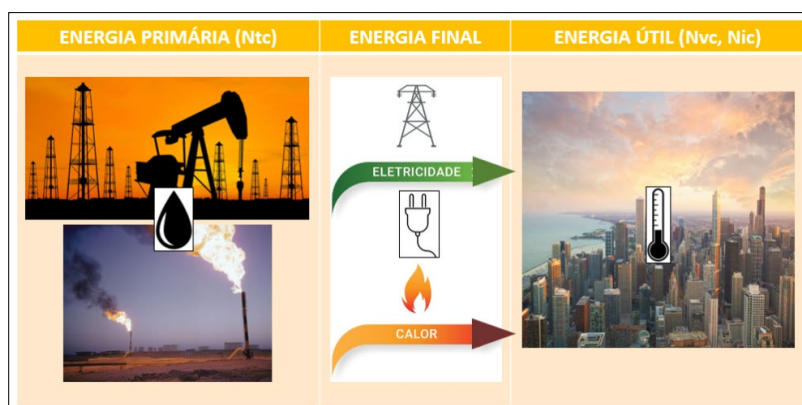 ENERGIA PRIMÁRIA (Ntc)
ENERGIA FINAL
ENERGIA ÚTIL (Nvc, Nic)
ELETRICIDADE
CALOR